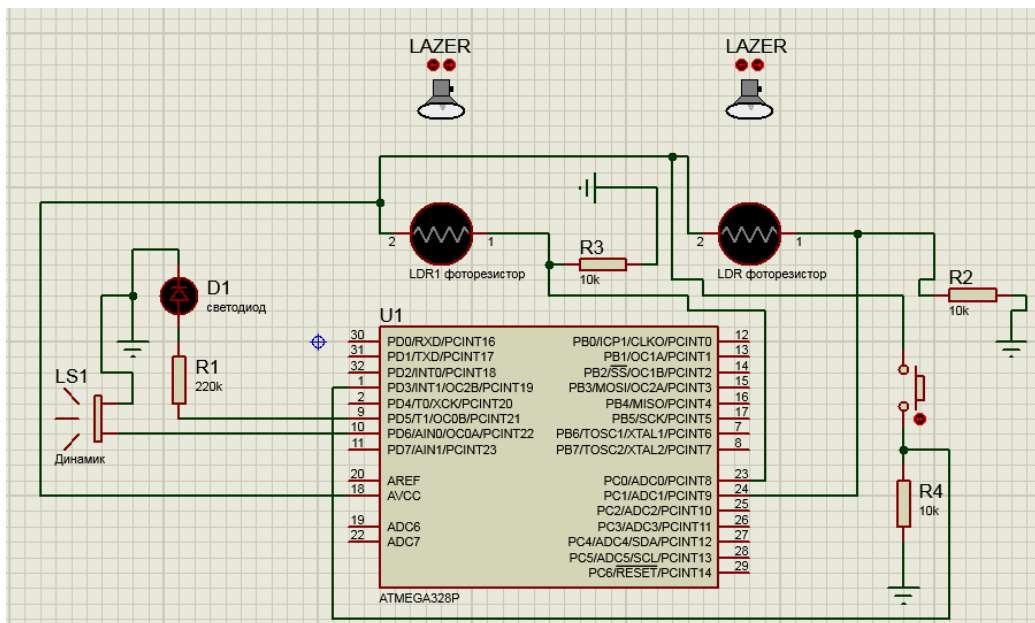 LAZER
LAZER
2
1
LDR1 фоторезистор
R3
10k
2
1
LDR фоторезистор
R2
10k
D1
светодиод
R1
220k
LS1
Динамик
U1
30 PD0/RXD/PCINT16
31 PD1/TXD/PCINT17
32 PD2/INT0/PCINT18
1 PD3/INT1/OC2B/PCINT19
2 PD4/T0/XCK/PCINT20
9 PD5/T1/OC0B/PCINT21
10 PD6/AIN0/OC0A/PCINT22
11 PD7/AIN1/PCINT23
20 AREF
18 AVCC
19 ADC6
22 ADC7
PB0/ICP1/CLKO/PCINT0 12
PB1/OC1A/PCINT1 13
PB2/SS/OC1B/PCINT2 14
PB3/MOSI/OC2A/PCINT3 15
PB4/MISO/PCINT4 16
PB5/SCK/PCINT5 17
PB6/TOSC1/XTAL1/PCINT6 7
PB7/TOSC2/XTAL2/PCINT7 8
PC0/ADC0/PCINT8 23
PC1/ADC1/PCINT9 24
PC2/ADC2/PCINT10 25
PC3/ADC3/PCINT11 26
PC4/ADC4/SDA/PCINT12 27
PC5/ADC5/SCL/PCINT13 28
PC6/RESET/PCINT14 29
ATMEGA328P
R4
10k